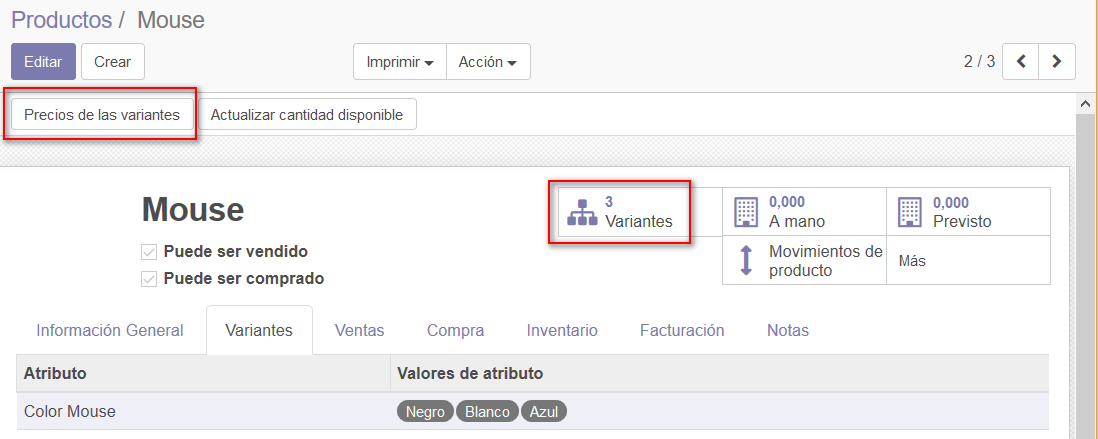 Productos / Mouse
Editar Crear Imprimir Acción 2 / 3
Precios de las variantes Actualizar cantidad disponible
Mouse
3
Variantes
0,000
A mano
0,000
Previsto
Puede ser vendido
Puede ser comprado
Movimientos de
producto
Más
Información General Variantes Ventas Compra Inventario Facturación Notas
Atributo Valores de atributo
Color Mouse Negro Blanco Azul